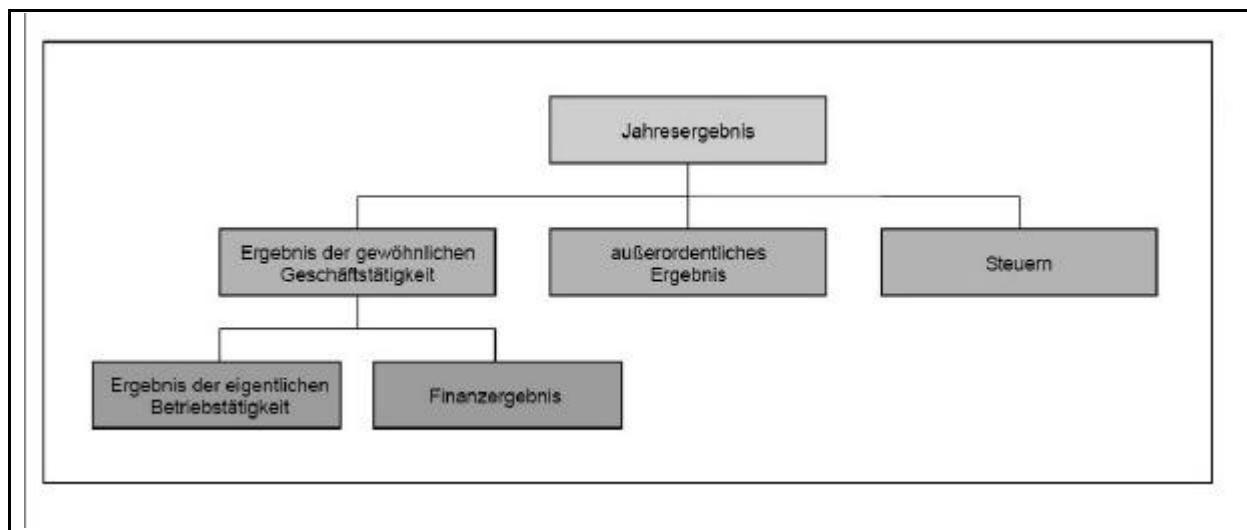 Jahresergebnis
Ergebnis der gewöhnlichen
Geschäftstätigkeit
außerordentliches
Ergebnis
Steuern
Ergebnis der eigentlichen
Betriebstätigkeit
Finanzergebnis